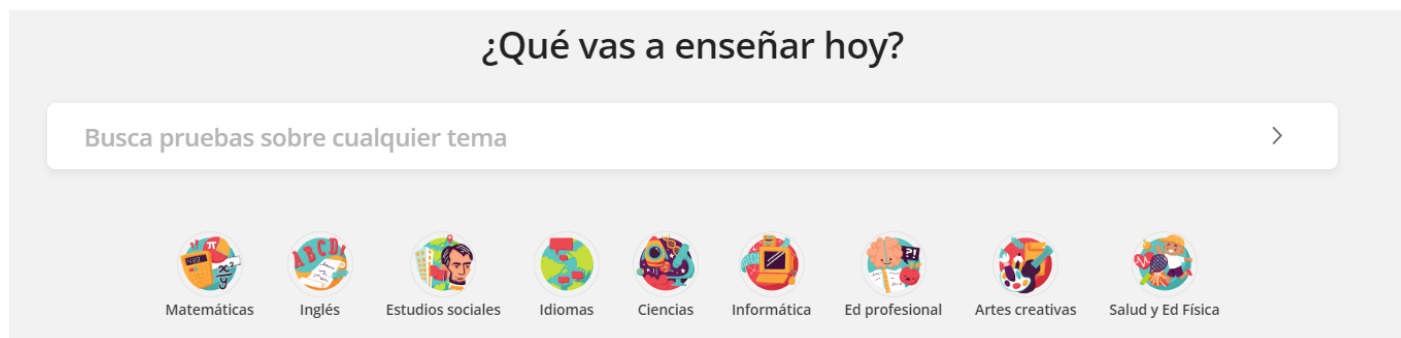 ¿Qué vas a enseñar hoy?
Busca pruebas sobre cualquier tema
Matemáticas
Inglés
Estudios sociales
Idiomas
Ciencias
Informática
Ed profesional
Artes creativas
Salud y Ed Física